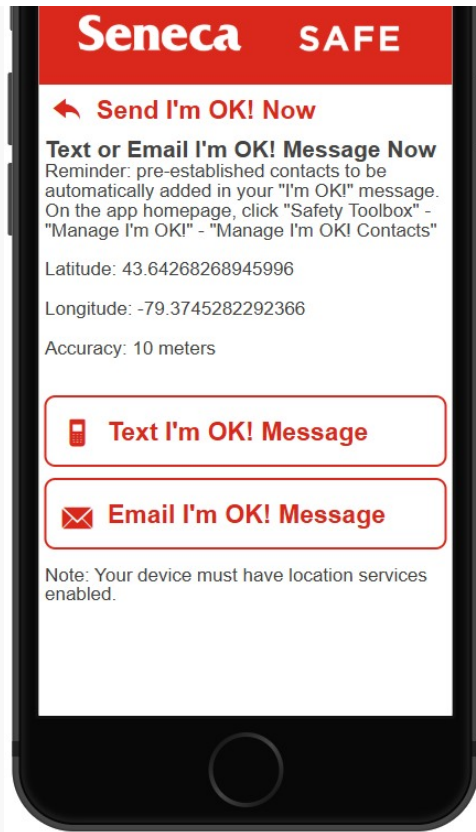 Seneca SAFE
Send I'm OK! Now
Text or Email I'm OK! Message Now
Reminder: pre-established contacts to be
automatically added in your "I'm OK!" message.
On the app homepage, click "Safety Toolbox" -
"Manage I'm OK!" - "Manage I'm OK! Contacts"
Latitude: 43.64268268945996
Longitude: -79.3745282292366
Accuracy: 10 meters
Text I'm OK! Message
Email I'm OK! Message
Note: Your device must have location services
enabled.